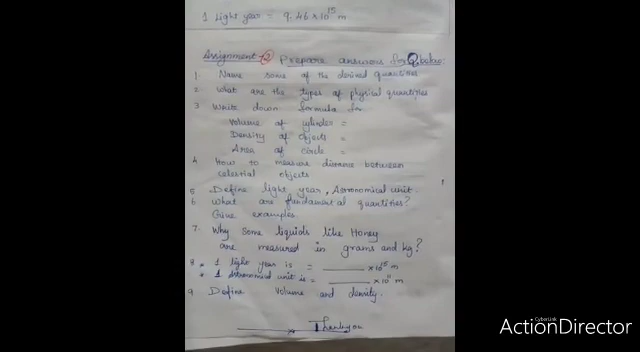 1 Light year = 9.46 x 10^15 m
Assignment-2 Prepare answers for Q. below:
1. Name some of the derived quantities
2. What are the types of physical quantities
3. Write down formula for
Volume of cylinder =
Density of objects =
Area of circle =
4. How to measure distance between
celestial objects
5. Define light year, Astronomical unit.
6. What are fundamental quantities?
Give examples.
7. Why some liquids like Honey
are measured in grams and kg?
8. * 1 light year is = ______ x 10^15 m
* 1 Astronomical unit is = ______ x 10^11 m
9. Define volume and density.
Thankyou
CyberLink
ActionDirector